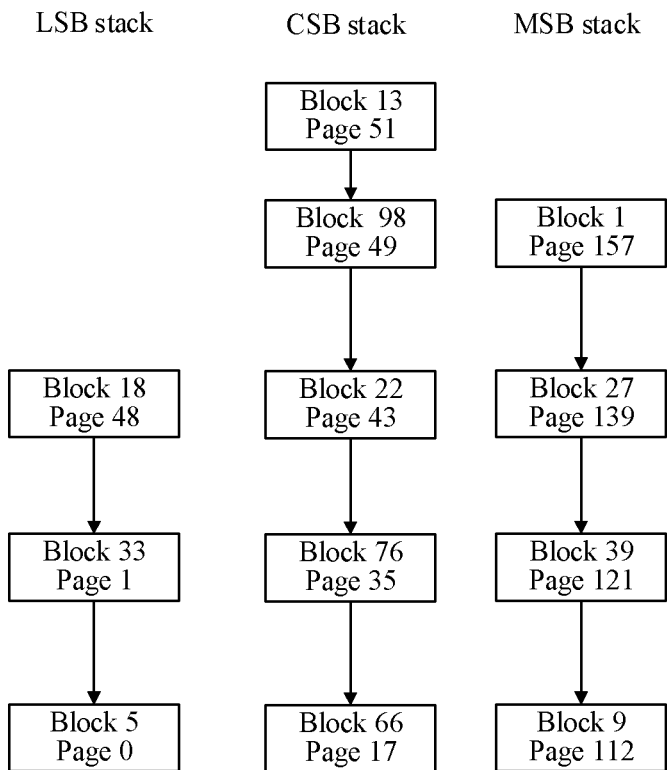 LSB stack
CSB stack
MSB stack
Block 13
Page 51
Block 98
Page 49
Block 1
Page 157
Block 18
Page 48
Block 22
Page 43
Block 27
Page 139
Block 33
Page 1
Block 76
Page 35
Block 39
Page 121
Block 5
Page 0
Block 66
Page 17
Block 9
Page 112